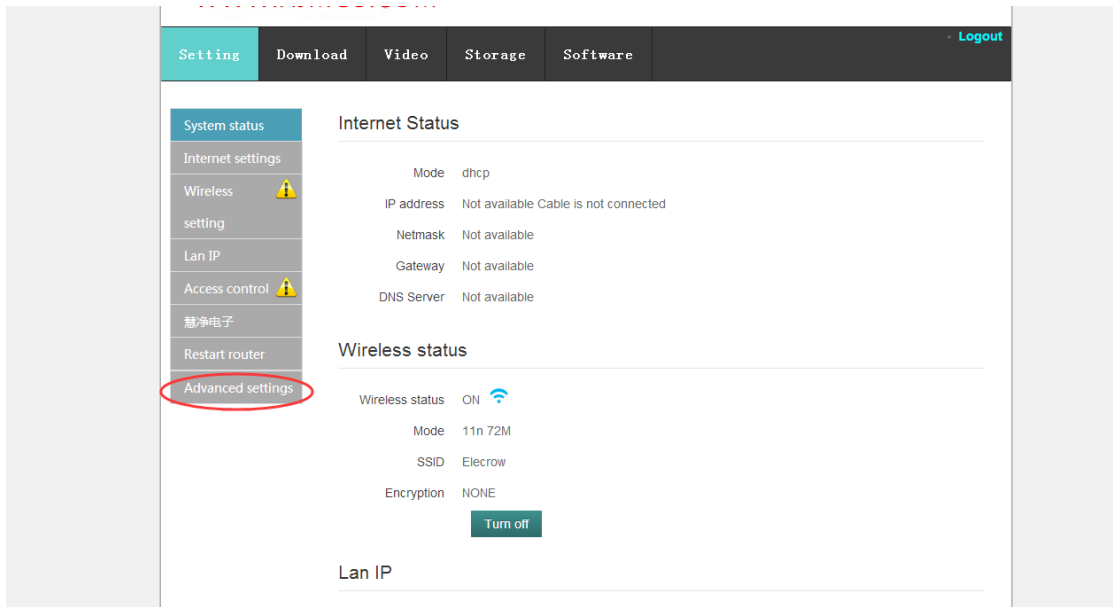 Setting Download Video Storage Software
Logout
System status
Internet settings
Wireless
setting
Lan IP
Access control
慧净电子
Restart router
Advanced settings
Internet Status
Mode dhcp
IP address Not available Cable is not connected
Netmask Not available
Gateway Not available
DNS Server Not available
Wireless status
Wireless status ON
Mode 11n 72M
SSID Elecrow
Encryption NONE
Turn off
Lan IP